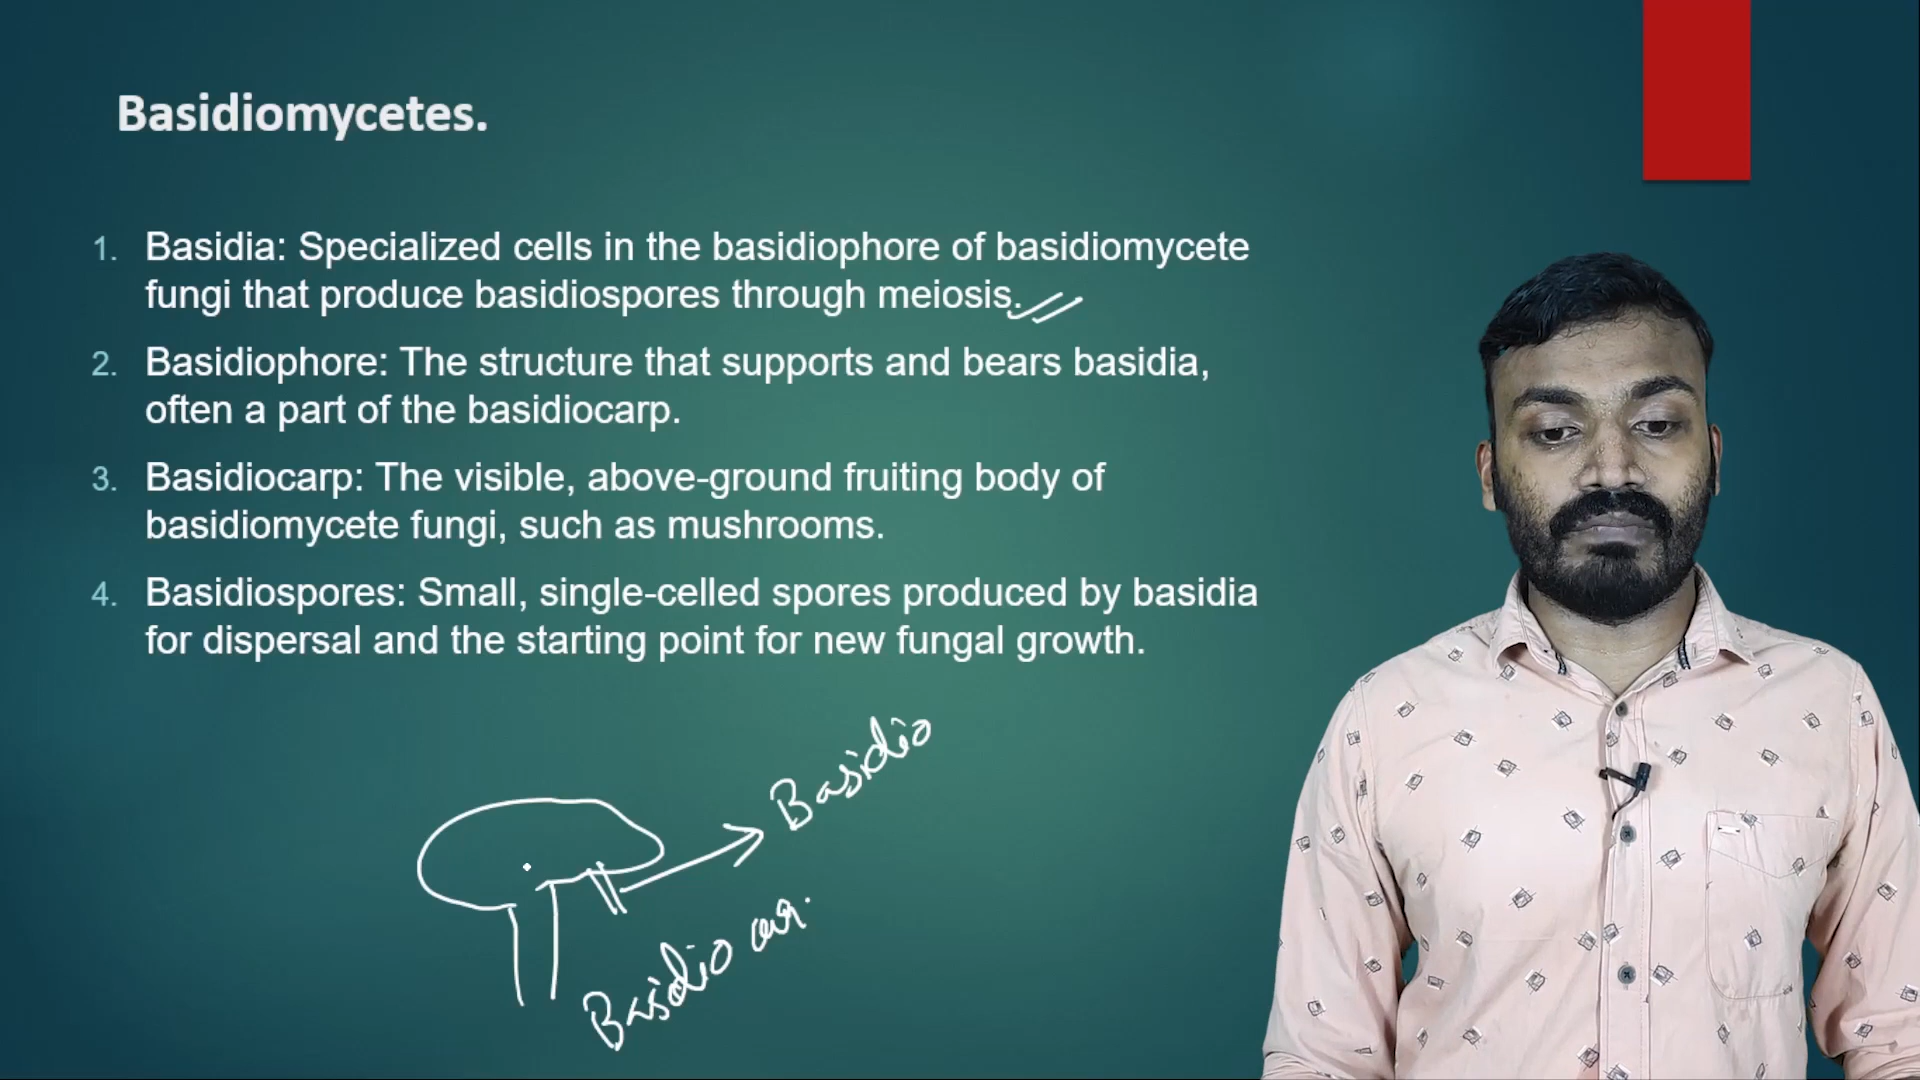 Basidiomycetes.
1. Basidia: Specialized cells in the basidiophore of basidiomycete
fungi that produce basidiospores through meiosis.
2. Basidiophore: The structure that supports and bears basidia,
often a part of the basidiocarp.
3. Basidiocarp: The visible, above-ground fruiting body of
basidiomycete fungi, such as mushrooms.
4. Basidiospores: Small, single-celled spores produced by basidia
for dispersal and the starting point for new fungal growth.
Basidio
Basidio